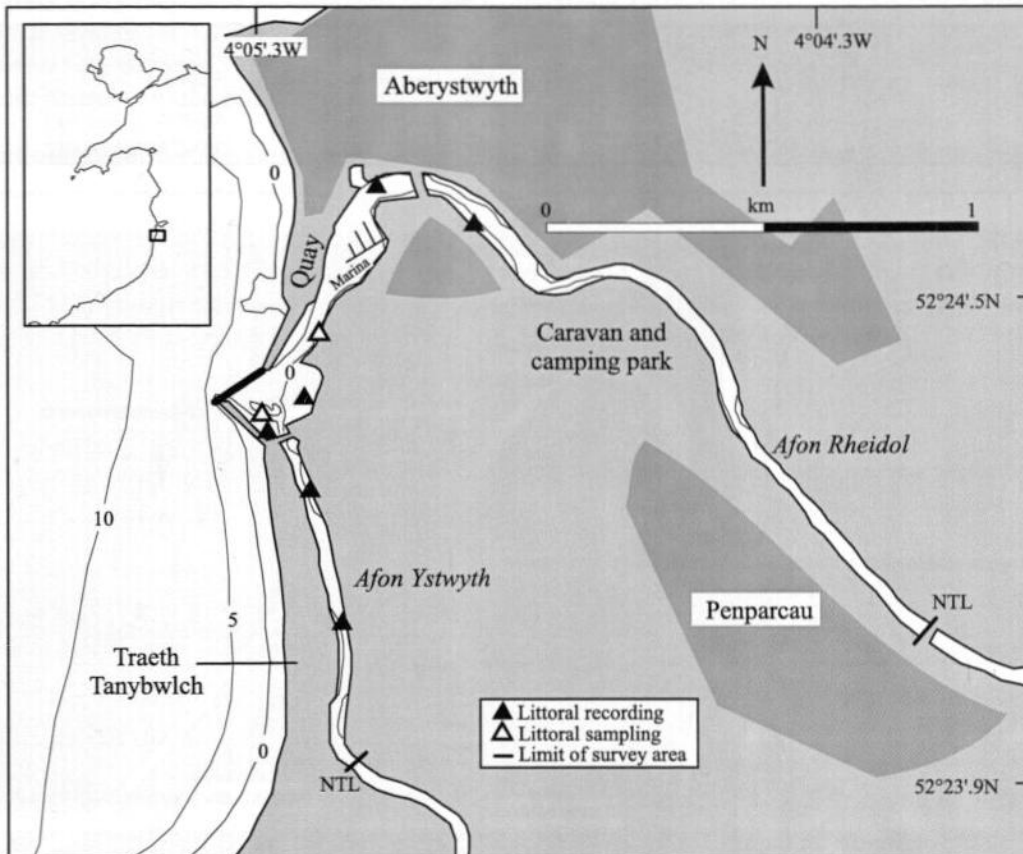 4°05'.3W
4°04'.3W
N
Aberystwyth
0
0
km
1
Quay
Marina
52°24'.5N
Caravan and
camping park
0
Afon Rheidol
10
Afon Ystwyth
NTL
Penparcau
5
Traeth
Tanybwlch
Littoral recording
Littoral sampling
Limit of survey area
0
NTL
52°23'.9N